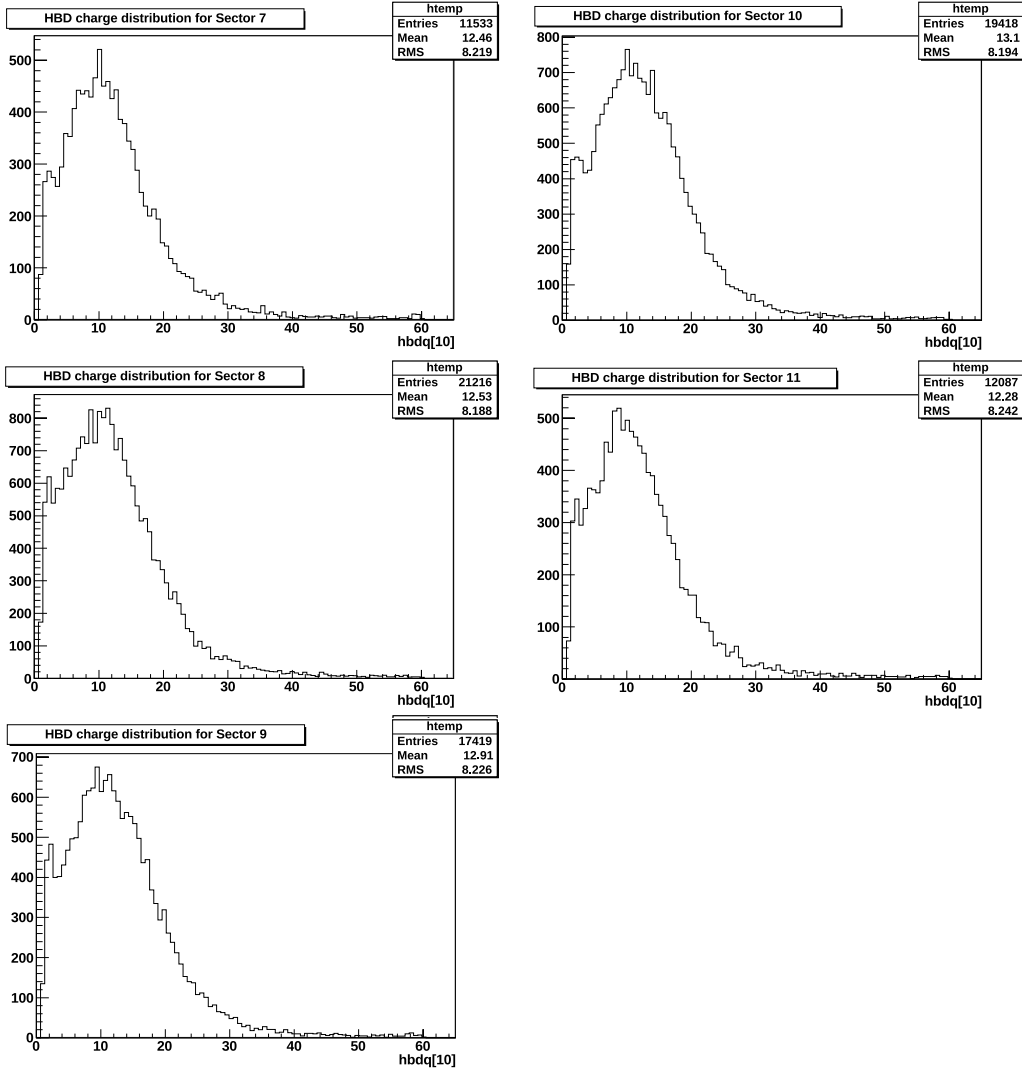 HBD charge distribution for Sector 7
htemp
Entries 11533
Mean 12.46
RMS 8.219
500
400
300
200
100
0
0 10 20 30 40 50 60
hbdq[10]
HBD charge distribution for Sector 10
htemp
Entries 19418
Mean 13.1
RMS 8.194
800
700
600
500
400
300
200
100
0
0 10 20 30 40 50 60
hbdq[10]
HBD charge distribution for Sector 8
htemp
Entries 21216
Mean 12.53
RMS 8.188
800
700
600
500
400
300
200
100
0
0 10 20 30 40 50 60
hbdq[10]
HBD charge distribution for Sector 11
htemp
Entries 12087
Mean 12.28
RMS 8.242
500
400
300
200
100
0
0 10 20 30 40 50 60
hbdq[10]
HBD charge distribution for Sector 9
htemp
Entries 17419
Mean 12.91
RMS 8.226
700
600
500
400
300
200
100
0
0 10 20 30 40 50 60
hbdq[10]